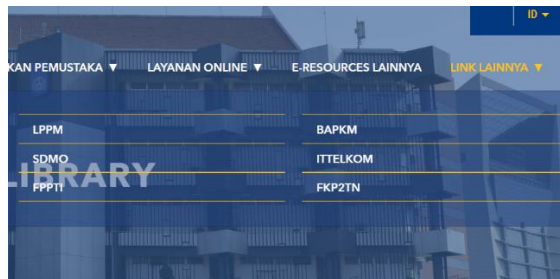 ID ▼
KAN PEMUSTAKA ▼ LAYANAN ONLINE ▼ E-RESOURCES LAINNYA LINK LAINNYA ▼
LPPM BAPKM
SDMO ITTELKOM
LIBRARY
FPPTI FKP2TN